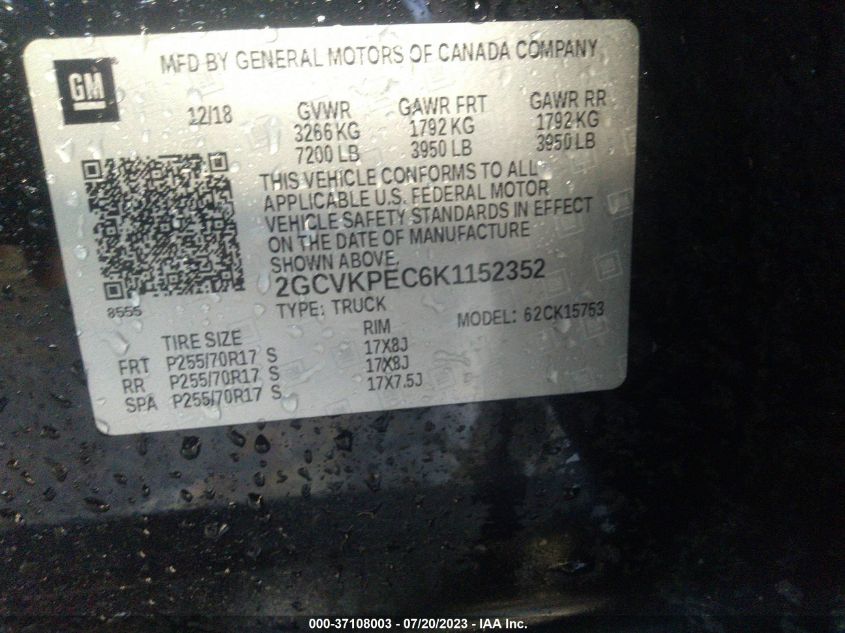 MFD BY GENERAL MOTORS OF CANADA COMPANY
GM
12/18 GVWR GAWR FRT GAWR RR
3266 KG 1792 KG 1792 KG
7200 LB 3950 LB 3950 LB
THIS VEHICLE CONFORMS TO ALL
APPLICABLE U.S. FEDERAL MOTOR
VEHICLE SAFETY STANDARDS IN EFFECT
ON THE DATE OF MANUFACTURE
SHOWN ABOVE.
2GCVKPEC6K1152352
8555
TYPE: TRUCK MODEL: 62CK15753
TIRE SIZE RIM
FRT P255/70R17 S 17X8J
RR P255/70R17 S 17X8J
SPA P255/70R17 S 17X7.5J
000-37108003 - 07/20/2023 - IAA Inc.